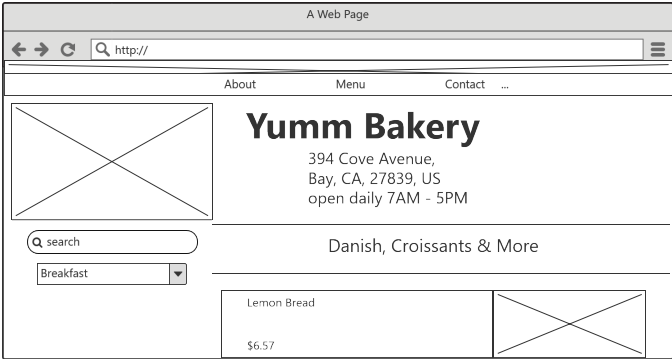 A Web Page
http://
About Menu Contact ...
Yumm Bakery
394 Cove Avenue,
Bay, CA, 27839, US
open daily 7AM - 5PM
search
Danish, Croissants & More
Breakfast
Lemon Bread
$6.57